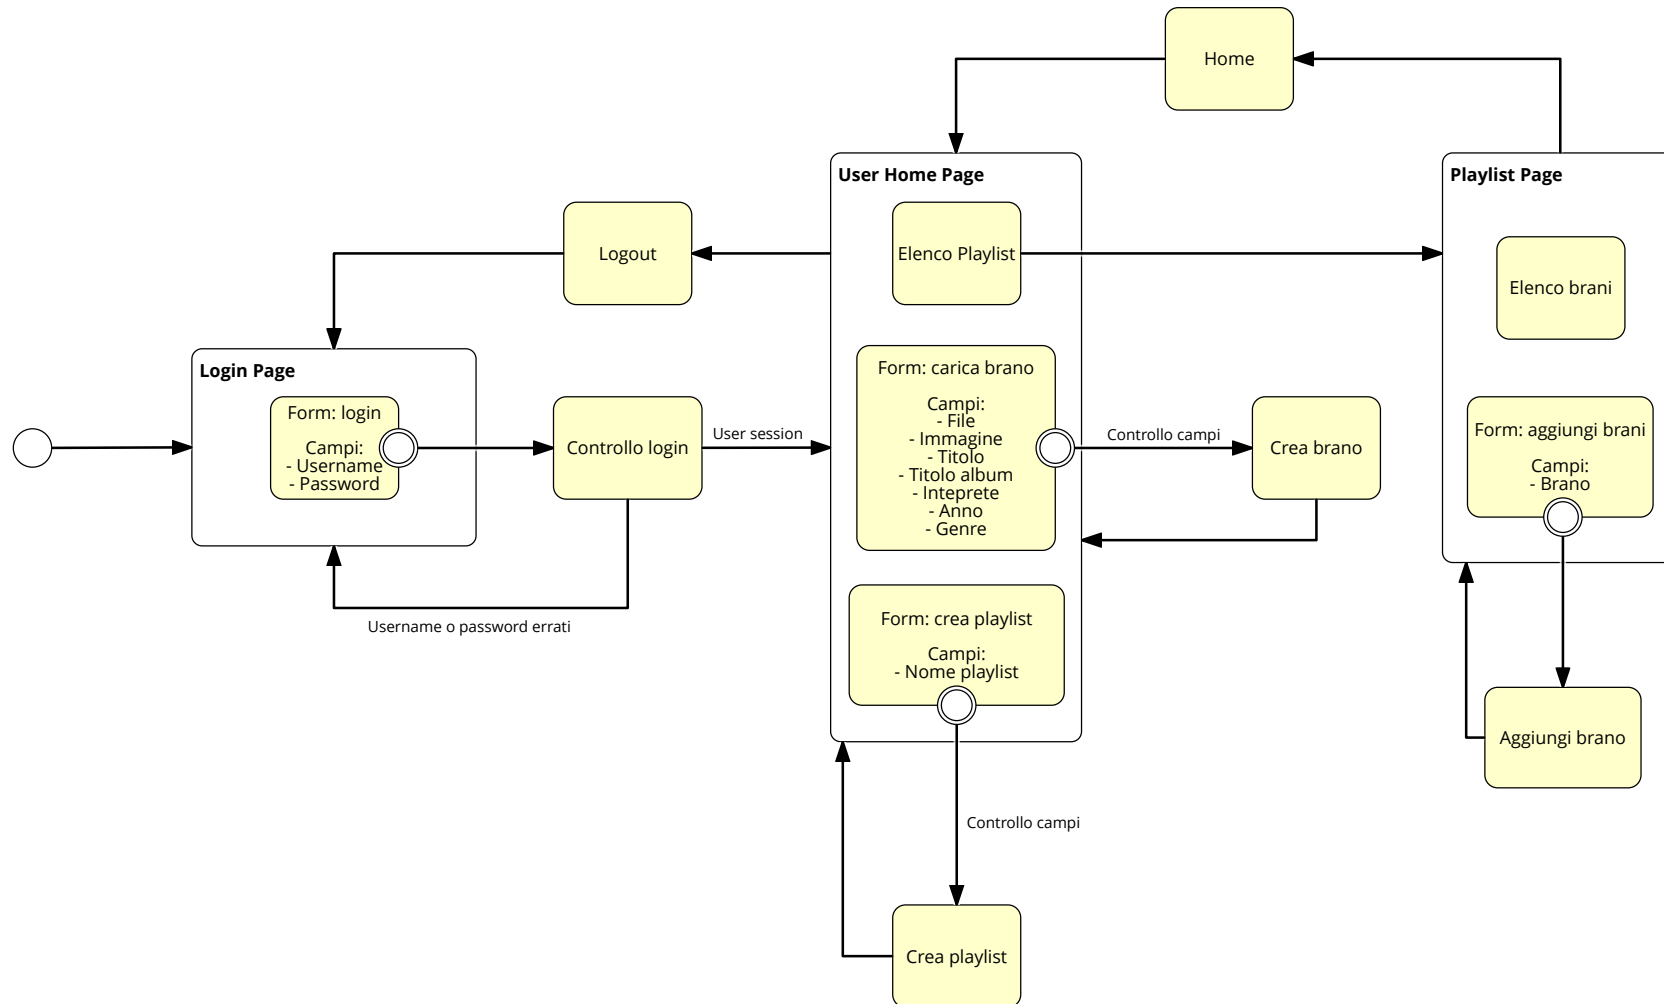 Home
User Home Page
Playlist Page
Logout
Elenco Playlist
Elenco brani
Login Page
Form: login
Campi:
- Username
- Password
Controllo login
User session
Form: carica brano
Campi:
- File
- Immagine
- Titolo
- Titolo album
- Inteprete
- Anno
- Genre
Controllo campi
Crea brano
Form: aggiungi brani
Campi:
- Brano
Username o password errati
Form: crea playlist
Campi:
- Nome playlist
Aggiungi brano
Controllo campi
Crea playlist